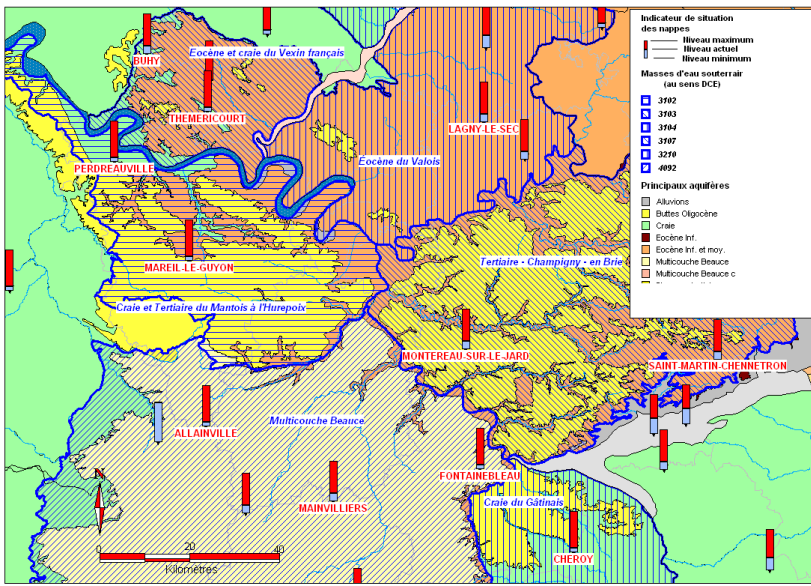 Indicateur de situation
des nappes
Niveau maximum
Niveau actuel
Niveau minimum
Masses d'eau souterrain
(au sens DCE)
3102
3103
3104
3107
3210
4092
Principaux aquifères
Alluvions
Buttes Oligocène
Craie
Eocène Inf.
Eocène Inf. et moy.
Multicouche Beauce
Multicouche Beauce c
BUHY
Eocène et craie du Vexin français
THEMERICOURT
LAGNY-LE-SEC
PERDREAUVILLE
Eocène du Valois
MAREIL-LE-GUYON
Tertiaire - Champigny - en Brie
Craie et Tertiaire du Mantois à l'Hurepoix
MONTEREAU-SUR-LE-JARD
SAINT-MARTIN-CHENNETRON
ALLAINVILLE
Multicouche Beauce
FONTAINEBLEAU
N
MAINVILLIERS
Craie du Gâtinais
CHEROY
0 20 40
Kilomètres